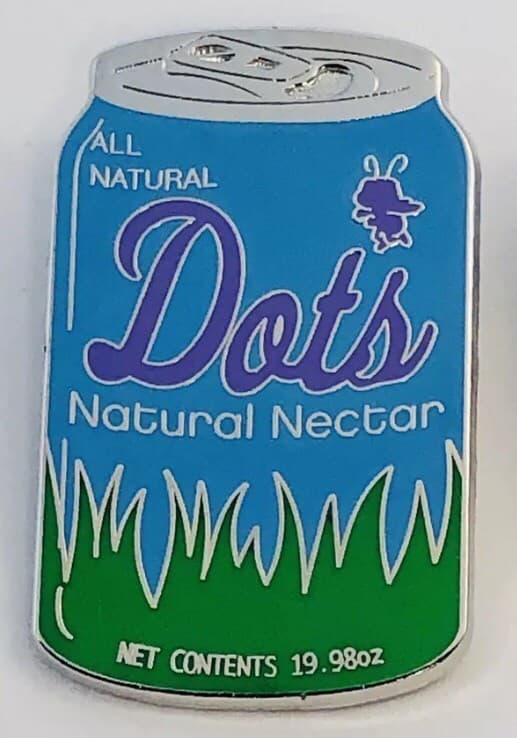 ALL
NATURAL
Dots
Natural Nectar
NET CONTENTS 19.98oz